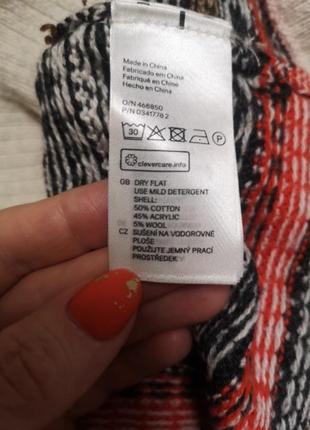 Made in China
Fabricado em China
Fabriqué en Chine
Hecho en China
O/N 466850
P/N 0341778 2
30 P
clevercare.info
GB DRY FLAT
USE MILD DETERGENT
SHELL:
50% COTTON
45% ACRYLIC
5% WOOL
CZ SUŠENÍ NA VODOROVNÉ
PLOŠE
POUŽIJTE JEMNÝ PRACÍ
PROSTŘEDEK